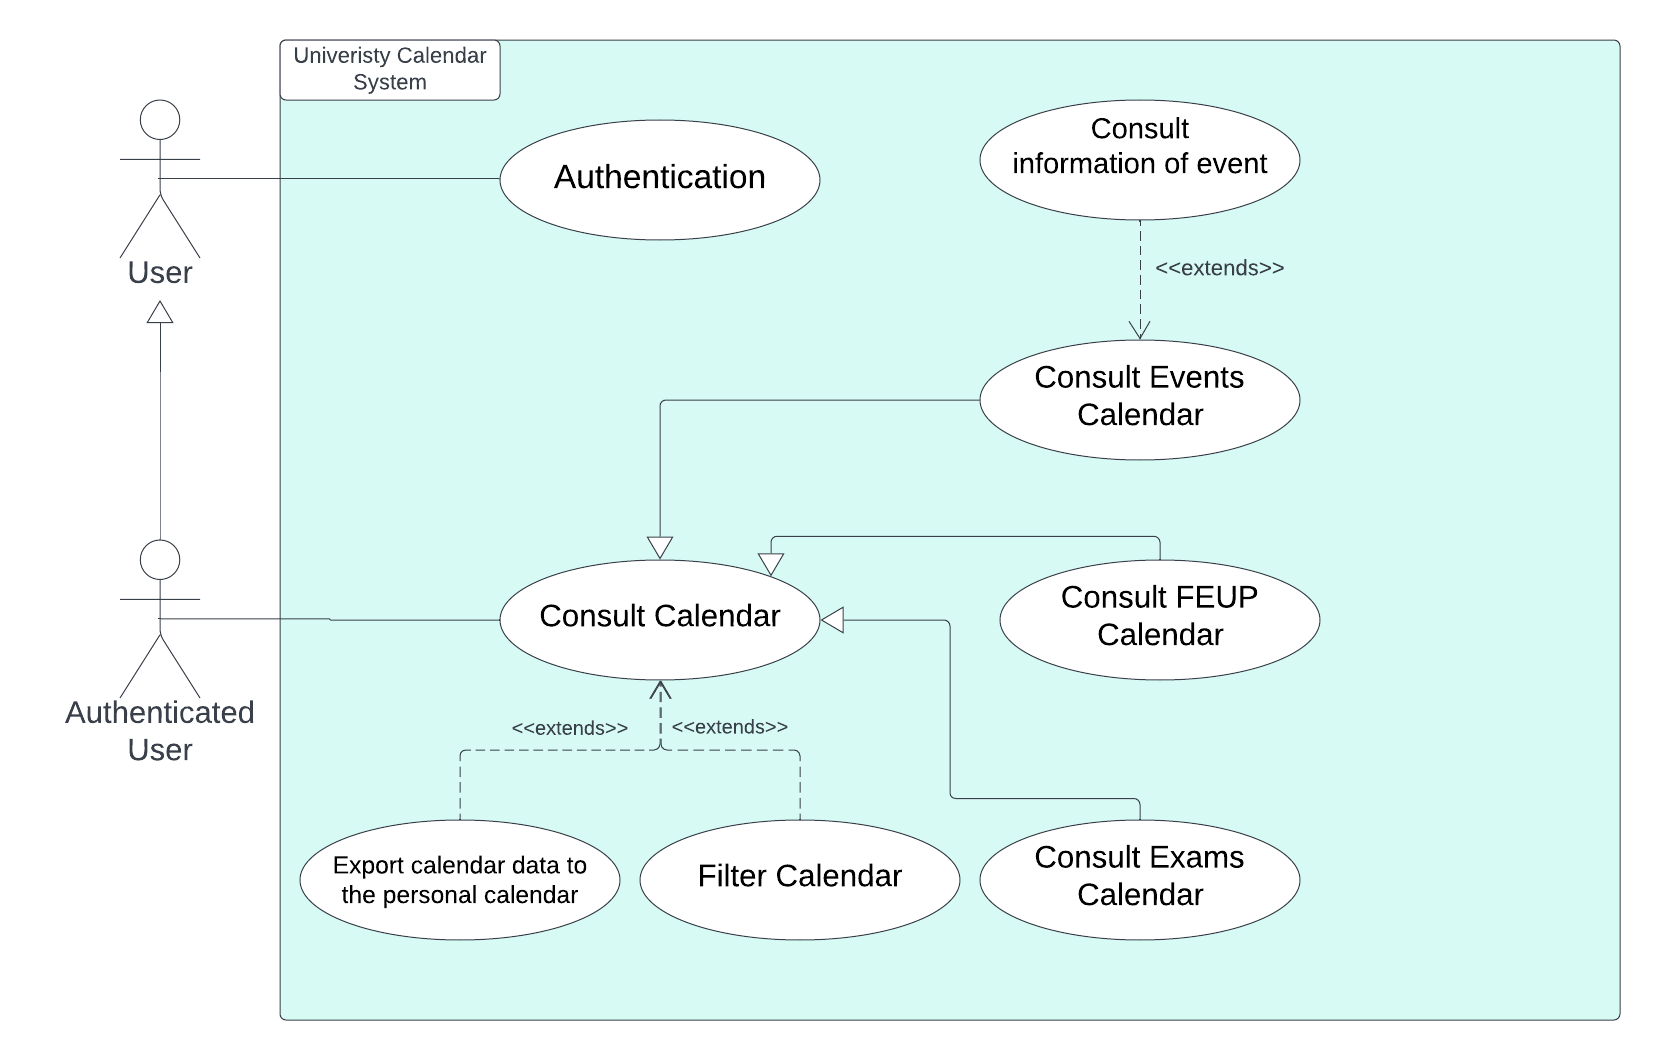 Univeristy Calendar
System
Authentication
Consult
information of event
User
<<extends>>
Consult Events
Calendar
Consult Calendar
Consult FEUP
Calendar
Authenticated
User
<<extends>>
<<extends>>
Export calendar data to
the personal calendar
Filter Calendar
Consult Exams
Calendar